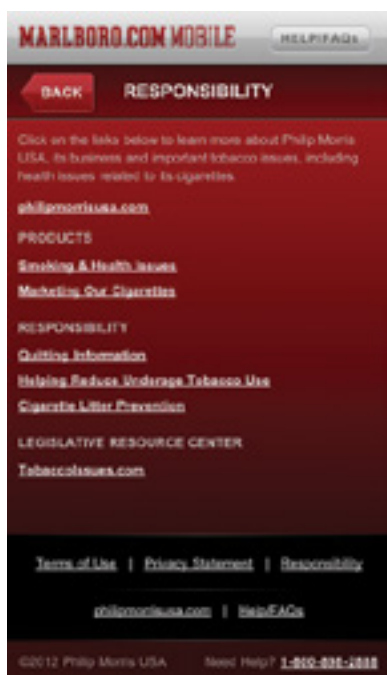 MARLBORO.COM MOBILE
HELP/FAQs
BACK
RESPONSIBILITY
Click on the links below to learn more about Philip Morris
USA, its business and important tobacco issues, including
health issues related to its cigarettes.
philipmorrisusa.com
PRODUCTS
Smoking & Health Issues
Marketing Our Cigarettes
RESPONSIBILITY
Quitting Information
Helping Reduce Underage Tobacco Use
Cigarette Litter Prevention
LEGISLATIVE RESOURCE CENTER
TobaccoIssues.com
Terms of Use | Privacy Statement | Responsibility
philipmorrisusa.com | Help/FAQs
©2012 Philip Morris USA Need Help?